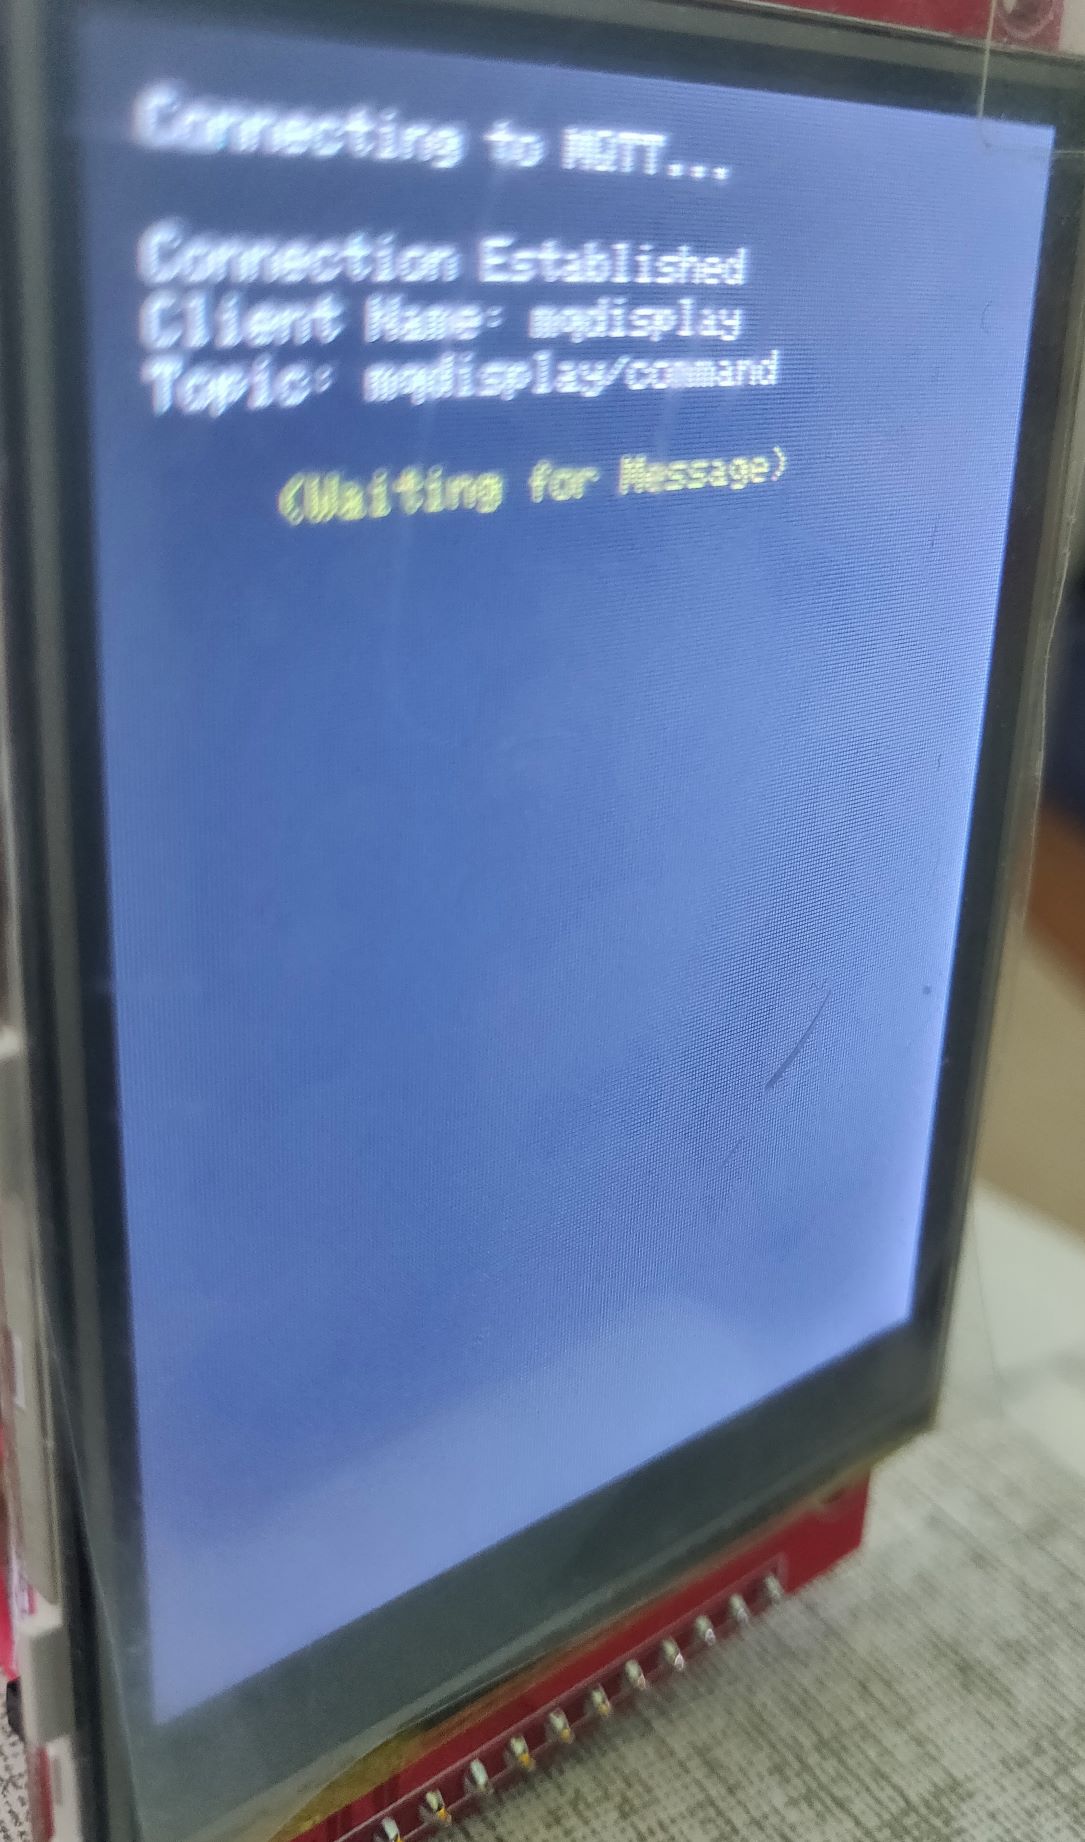 Connecting to MQTT...
Connection Established
Client Name: mqdisplay
Topic: mqdisplay/command
(Waiting for Message)